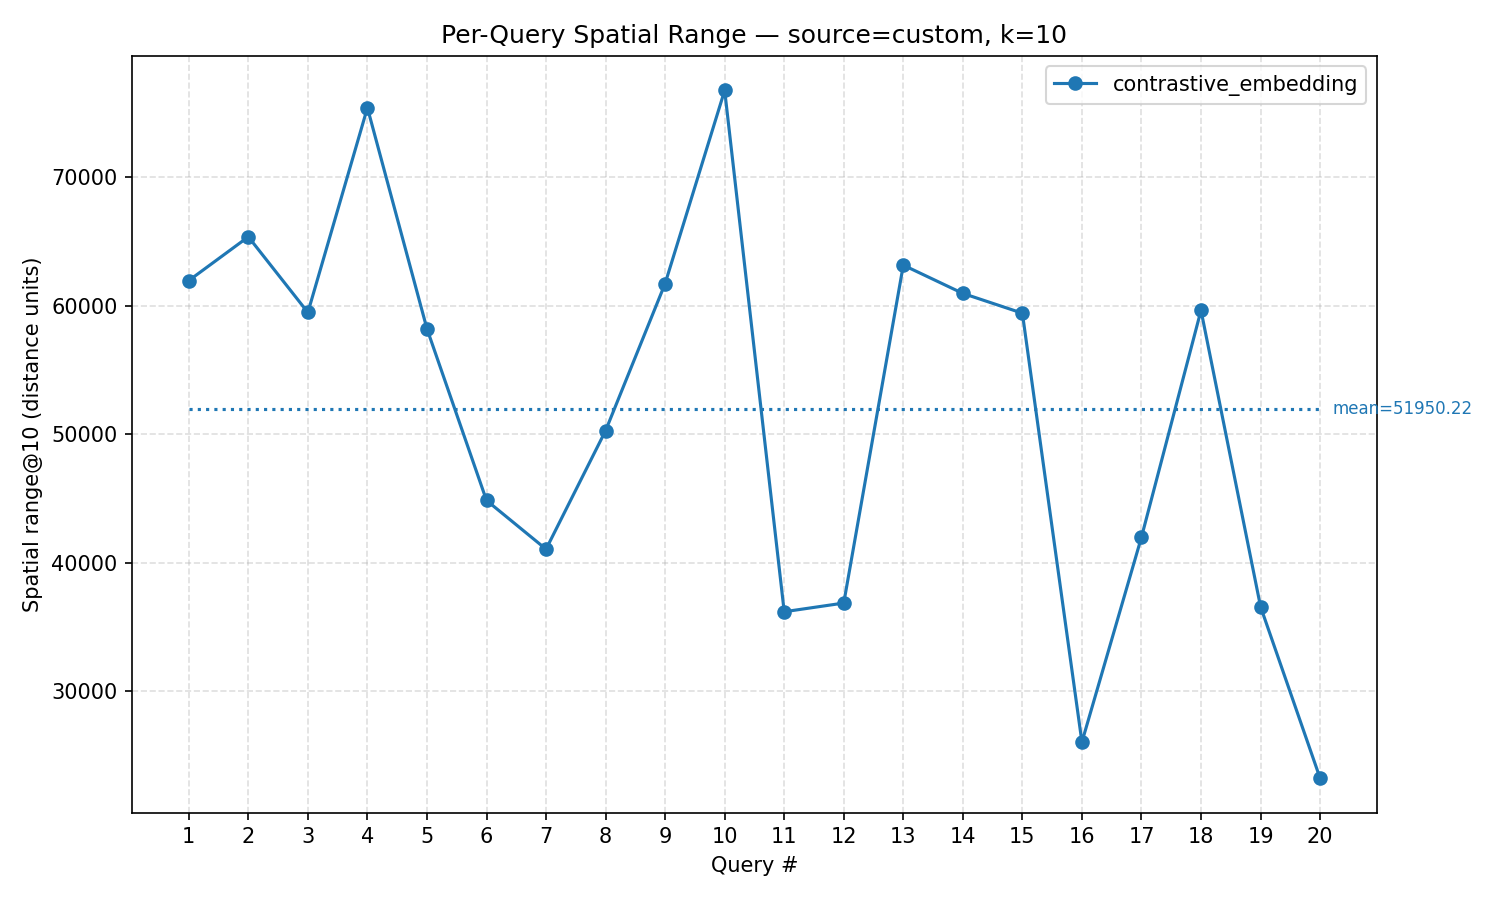 Per-Query Spatial Range — source=custom, k=10
contrastive_embedding
Spatial range@10 (distance units)
70000
60000
50000
40000
30000
mean=51950.22
1 2 3 4 5 6 7 8 9 10 11 12 13 14 15 16 17 18 19 20
Query #